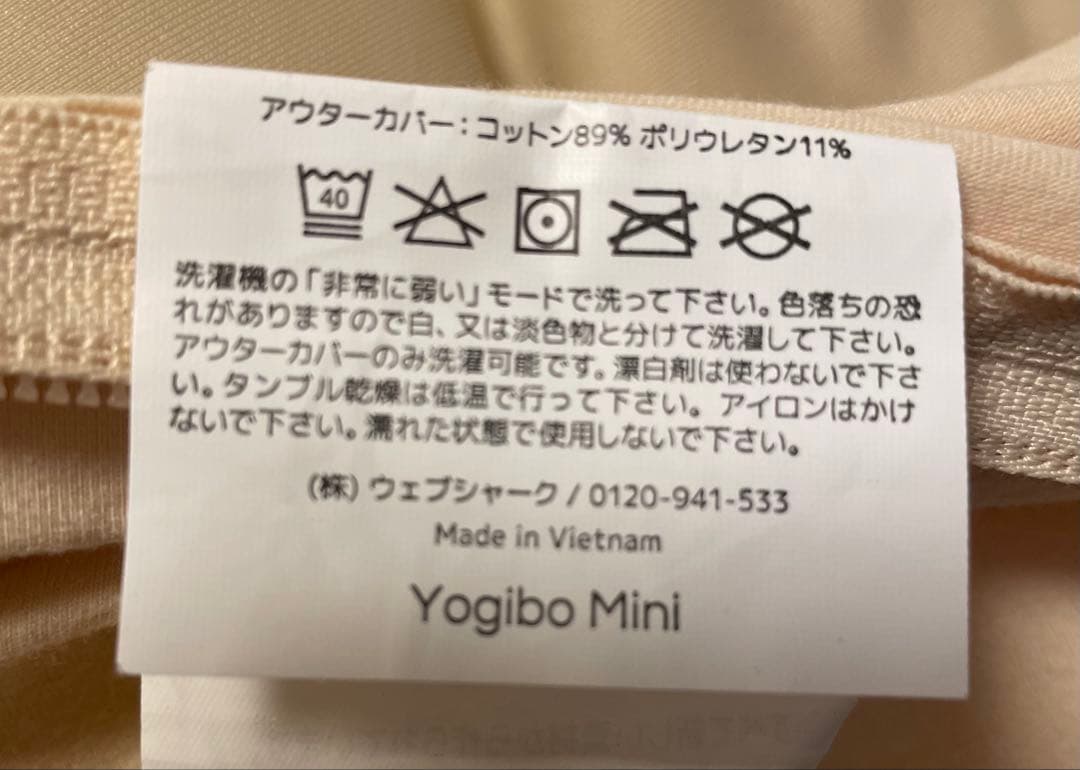 アウターカバー：コットン89% ポリウレタン11%
40
洗濯機の「非常に弱い」モードで洗って下さい。色落ちの恐
れがありますので白、又は淡色物と分けて洗濯して下さい。
アウターカバーのみ洗濯可能です。漂白剤は使わないで下さ
い。タンブル乾燥は低温で行って下さい。アイロンはかけ
ないで下さい。濡れた状態で使用しないで下さい。
(株) ウェブシャーク / 0120-941-533
Made in Vietnam
Yogibo Mini